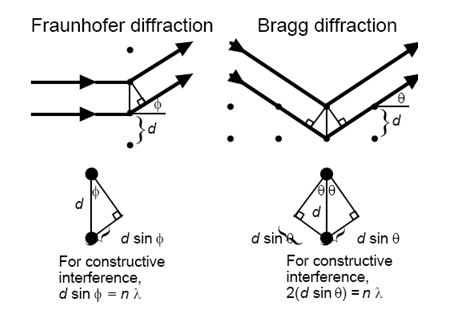 Fraunhofer diffraction
Bragg diffraction
ϕ
d
θ
d
ϕ
d
d sin ϕ
For constructive
interference,
d sin ϕ = n λ
θ θ
d
d sin θ
d sin θ
For constructive
interference,
2(d sin θ) = n λ